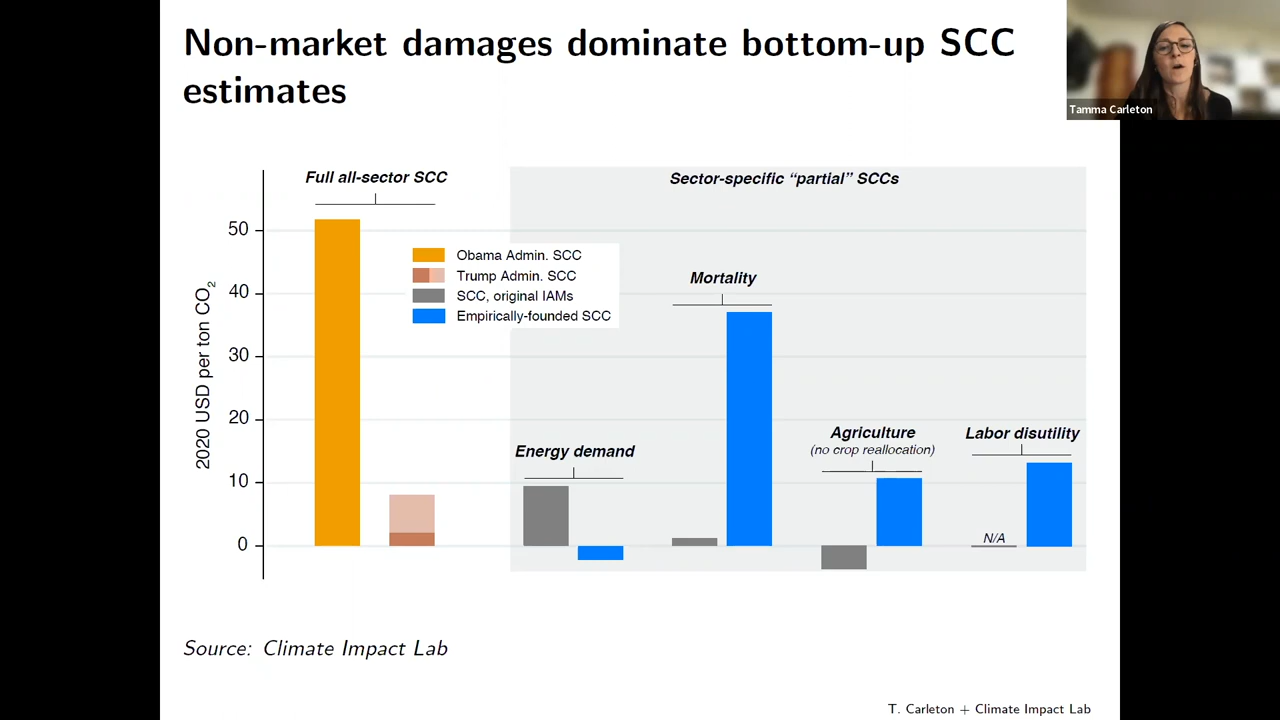 Non-market damages dominate bottom-up SCC
estimates
Tamma Carleton
Full all-sector SCC
Sector-specific “partial” SCCs
50
40
30
20
10
0
2020 USD per ton CO₂
Obama Admin. SCC
Trump Admin. SCC
SCC, original IAMs
Empirically-founded SCC
Energy demand
Mortality
Agriculture
(no crop reallocation)
Labor disutility
N/A
Source: Climate Impact Lab
T. Carleton + Climate Impact Lab